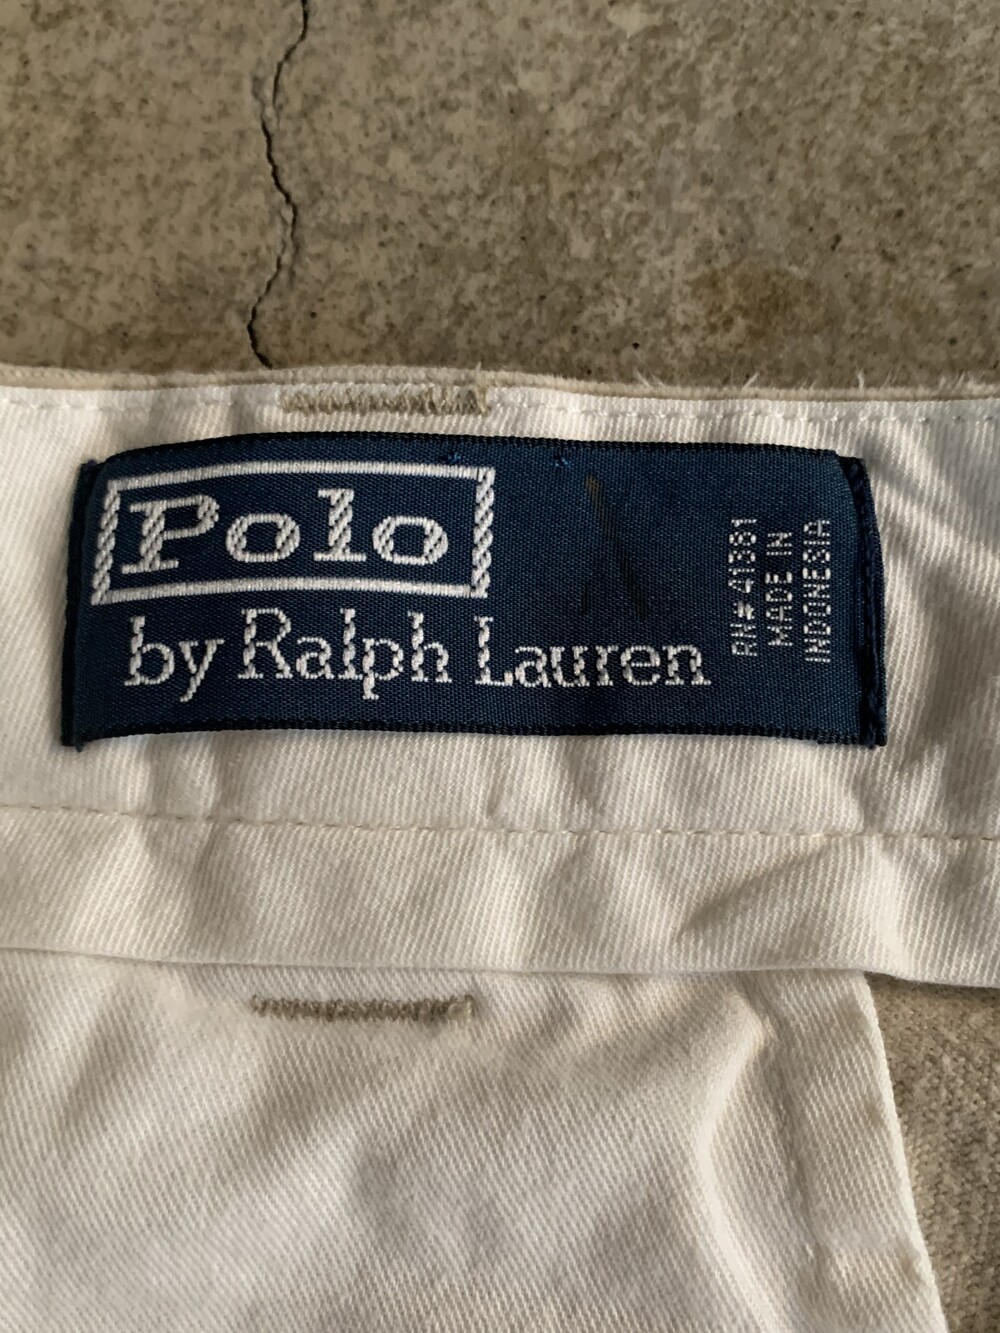 Polo
by Ralph Lauren
RN# 41381
MADE IN
INDONESIA